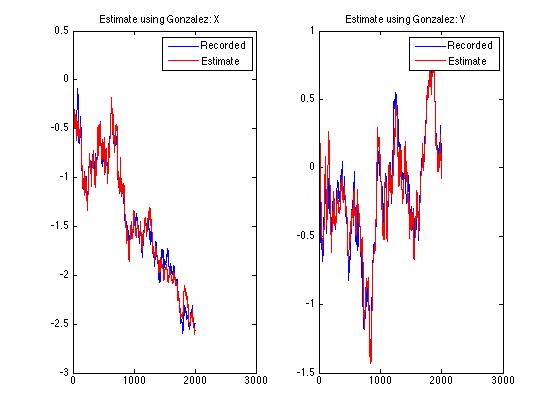 Estimate using Gonzalez: X
0.5
Recorded
Estimate
0
-0.5
-1
-1.5
-2
-2.5
-3
0 1000 2000 3000
Estimate using Gonzalez: Y
1
Recorded
Estimate
0.5
0
-0.5
-1
-1.5
0 1000 2000 3000